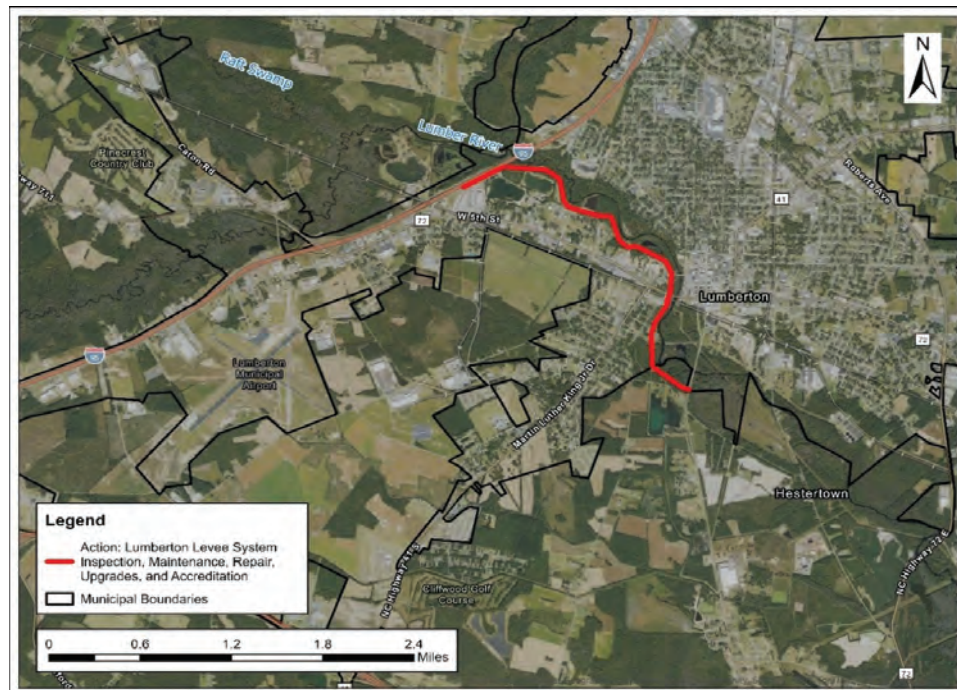 N
Raft Swamp
Lumber River
95
Pinecrest
Country Club
Caton Rd
Roberts Ave
41
72
W 5th St
Lumberton
95
Lumberton
Municipal
Airport
72
Martin Luther King Jr Dr
Hestertown
Legend
Action: Lumberton Levee System
Inspection, Maintenance, Repair,
Upgrades, and Accreditation
Municipal Boundaries
NC Highway 41 S
NC Highway 72 E
Cliffwood Golf
Course
0 0.6 1.2 1.8 2.4
Miles
72